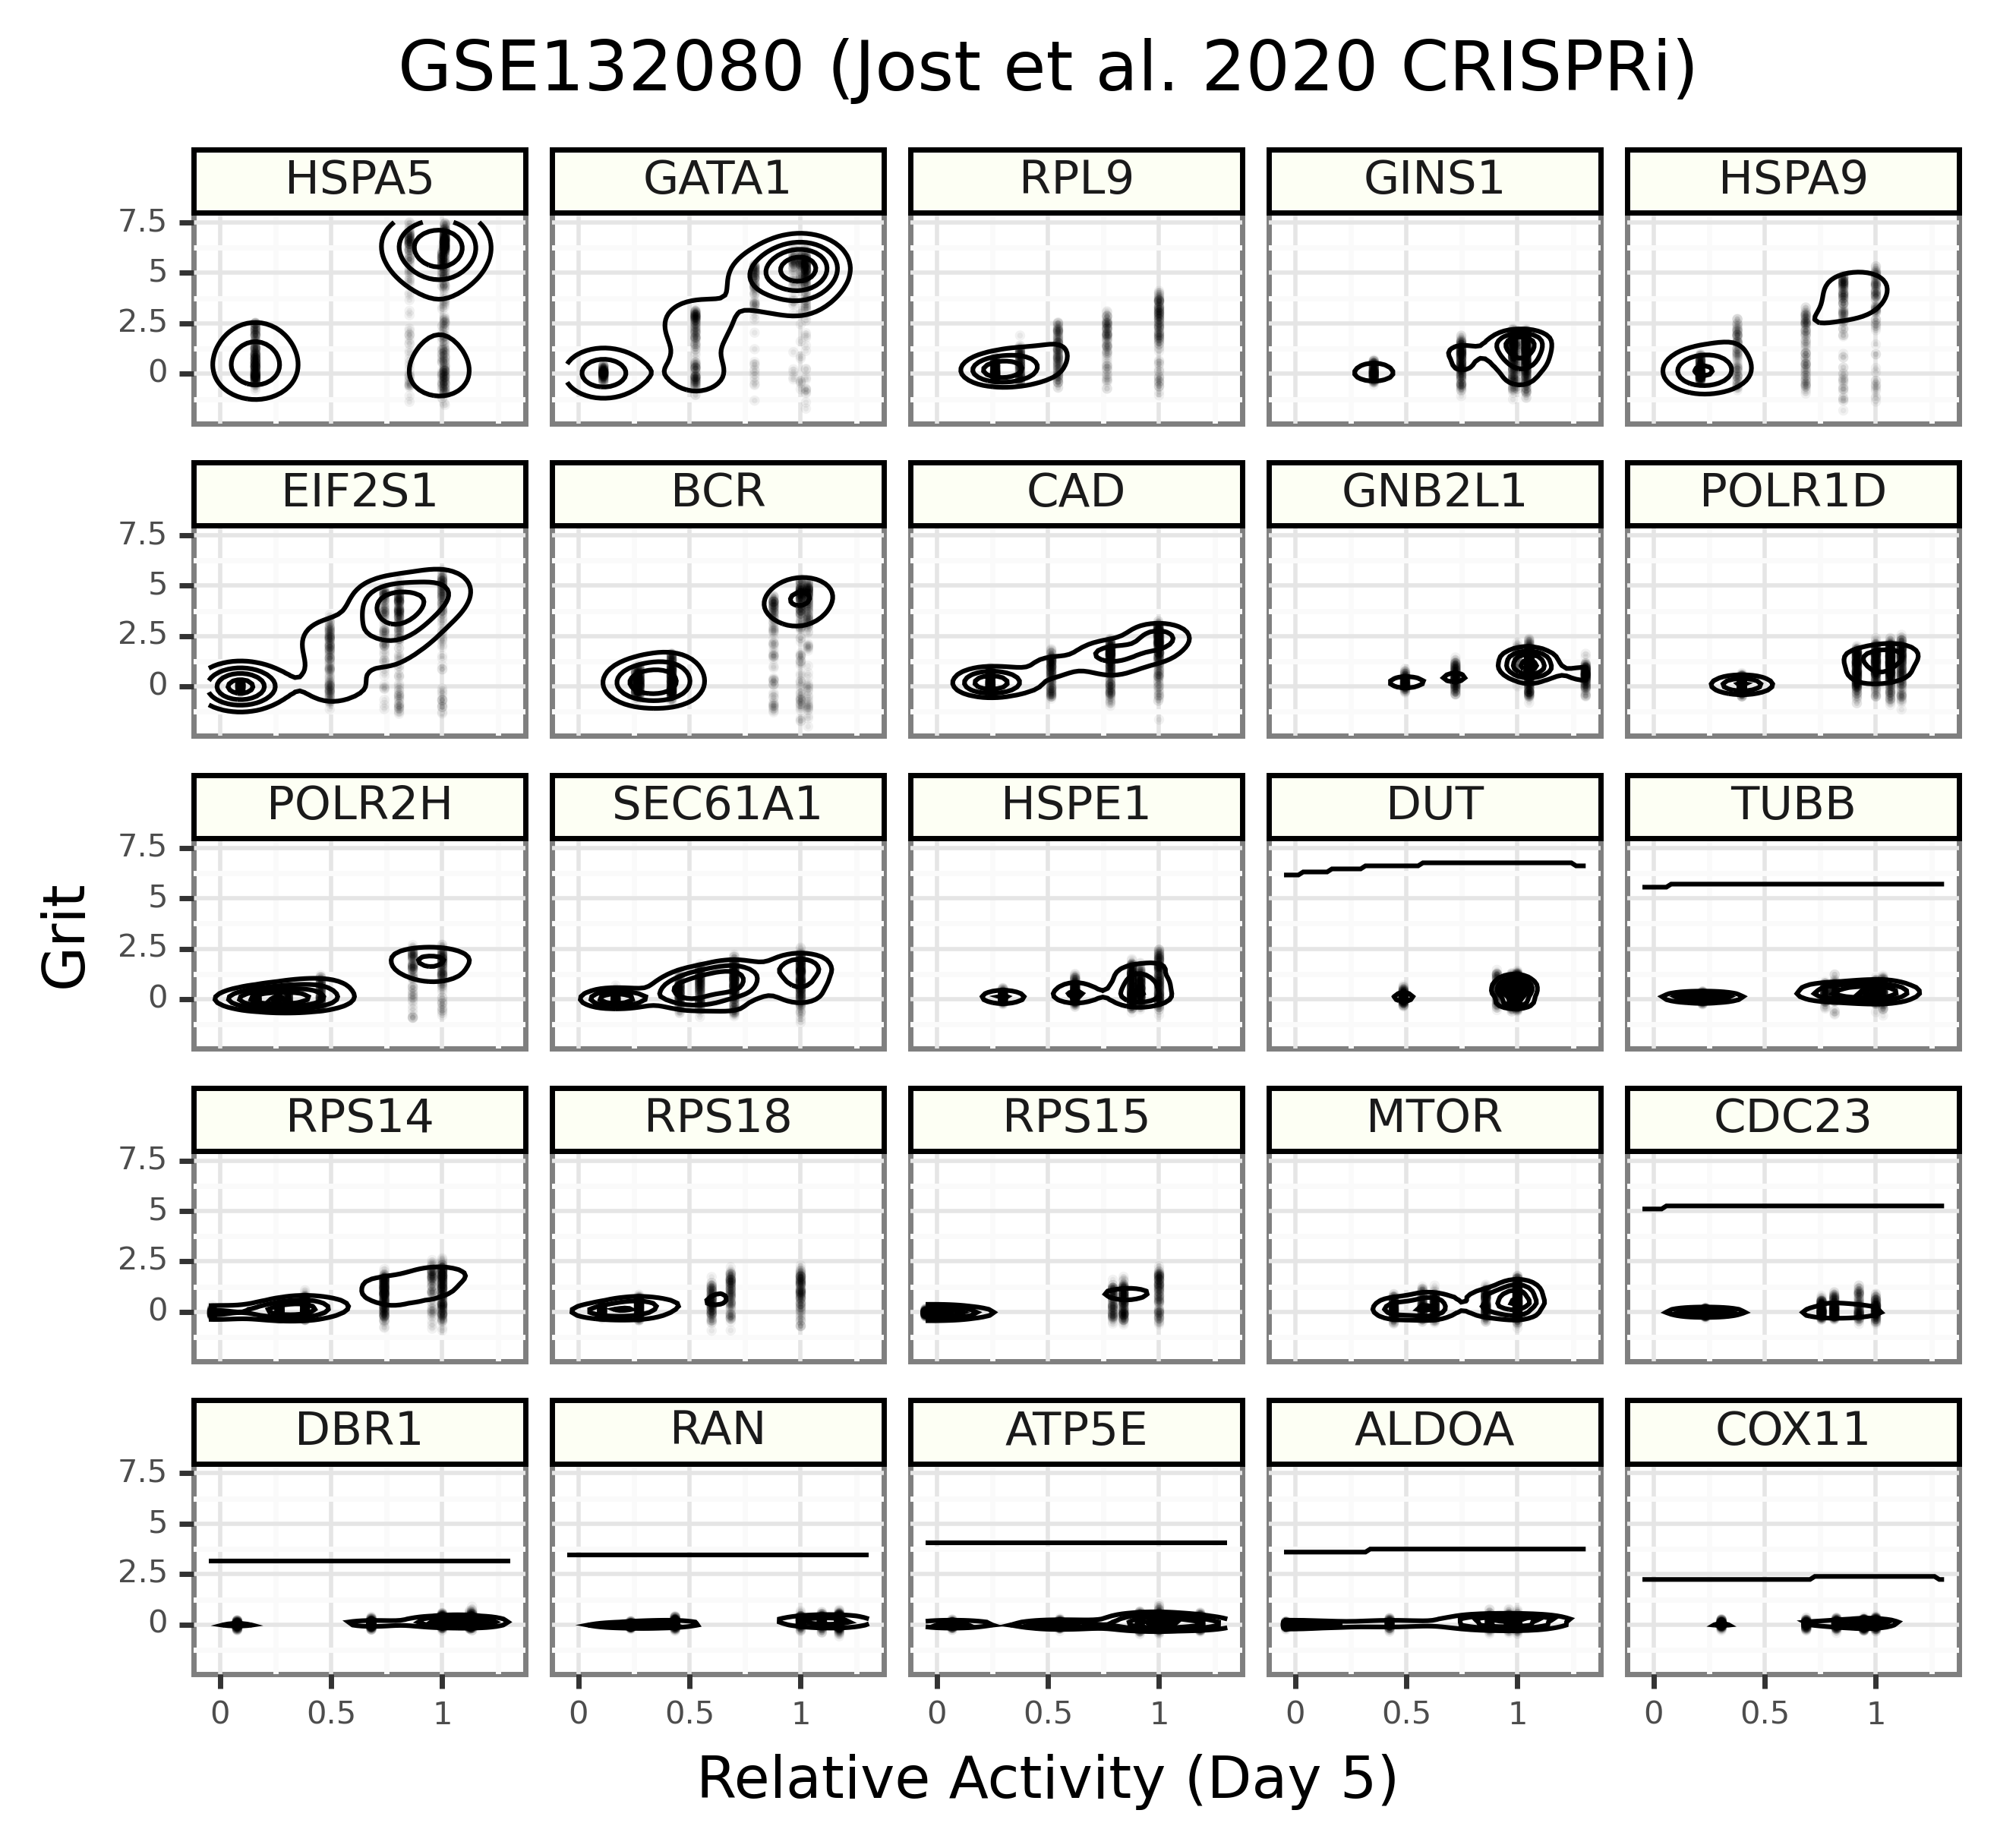 GSE132080 (Jost et al. 2020 CRISPRi)
HSPA5 GATA1 RPL9 GINS1 HSPA9
7.5
5
2.5
0
EIF2S1 BCR CAD GNB2L1 POLR1D
7.5
5
2.5
0
POLR2H SEC61A1 HSPE1 DUT TUBB
7.5
5
2.5
0
Grit
RPS14 RPS18 RPS15 MTOR CDC23
7.5
5
2.5
0
DBR1 RAN ATP5E ALDOA COX11
7.5
5
2.5
0
0 0.5 1 0 0.5 1 0 0.5 1 0 0.5 1 0 0.5 1
Relative Activity (Day 5)